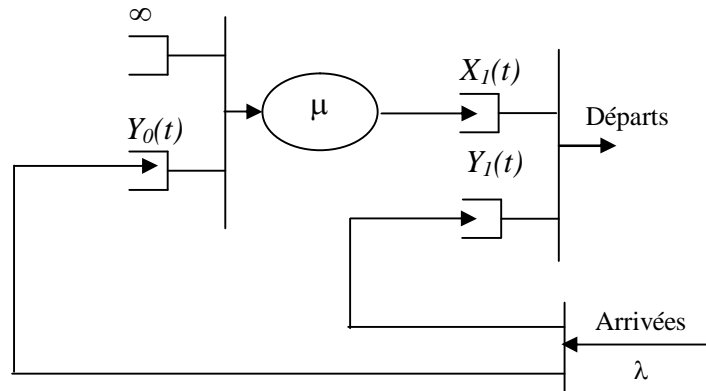 ∞
X₁(t)
μ
Y₀(t)
Départs
Y₁(t)
Arrivées
λ